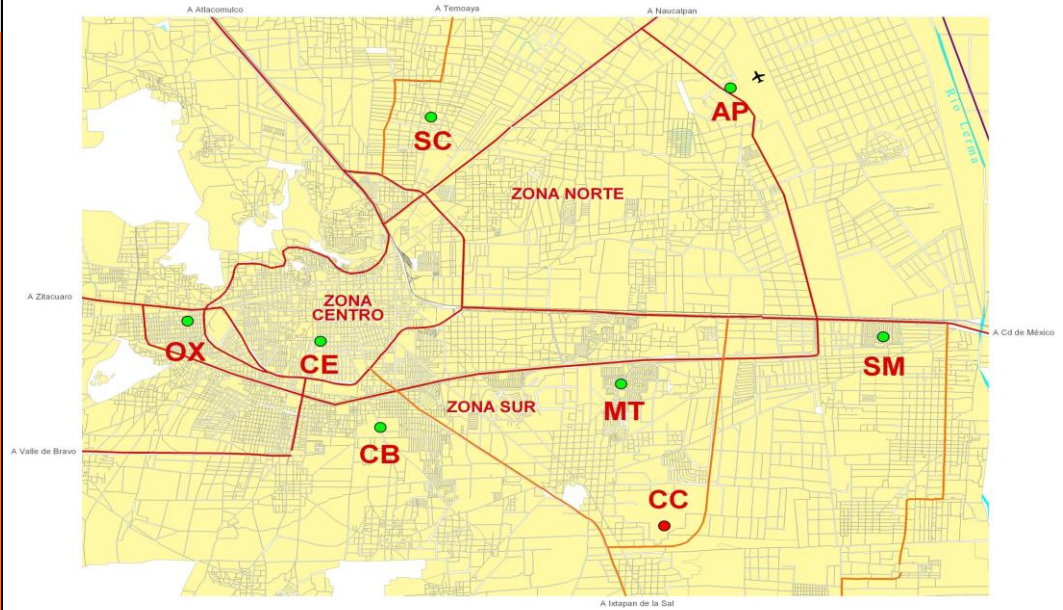 A Atlacomulco
A Temoaya
A Naucalpan
AP
SC
Río Lerma
ZONA NORTE
A Zitacuaro
ZONA
CENTRO
A Cd de México
OX
CE
SM
ZONA SUR
MT
CB
A Valle de Bravo
CC
A Ixtapan de la Sal